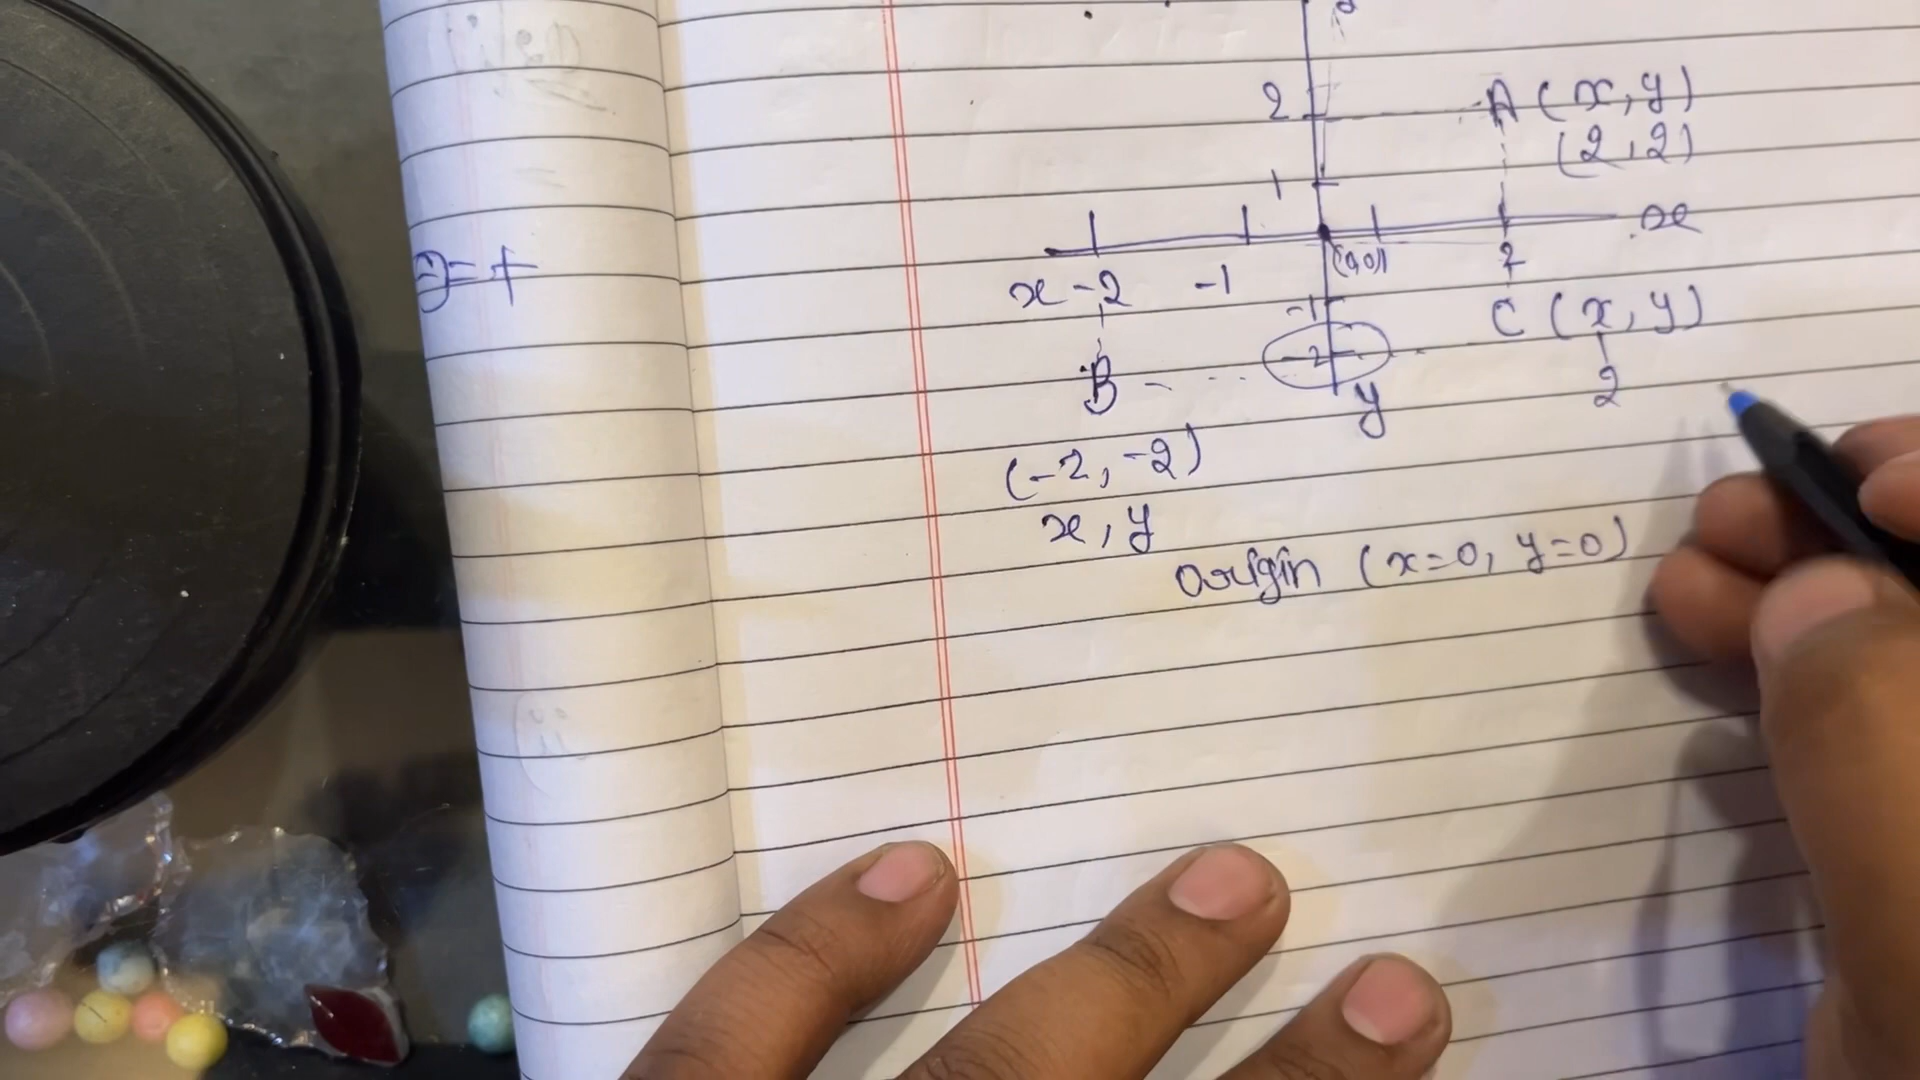 2 A (x, y)
(2, 2)
1
x
(0,0) 2
x -2 -1
-1 C (x, y)
-2
B y 2
(-2, -2)
x, y
origin (x=0, y=0)
= +